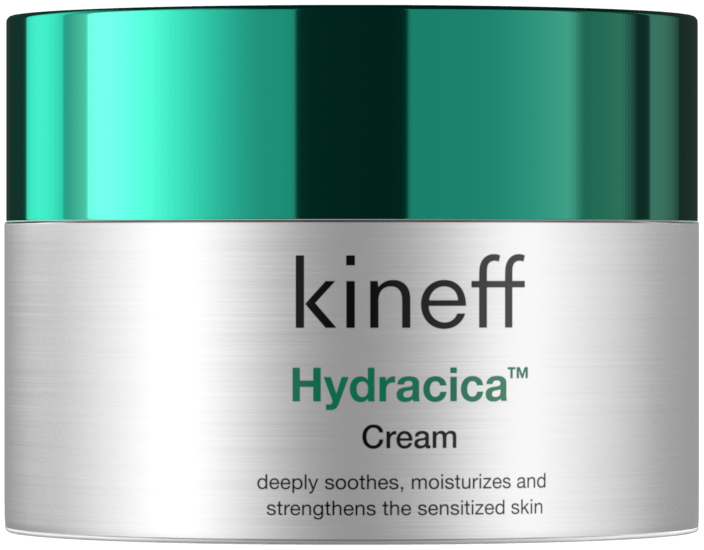 kineff
Hydracica™
Cream
deeply soothes, moisturizes and
strengthens the sensitized skin